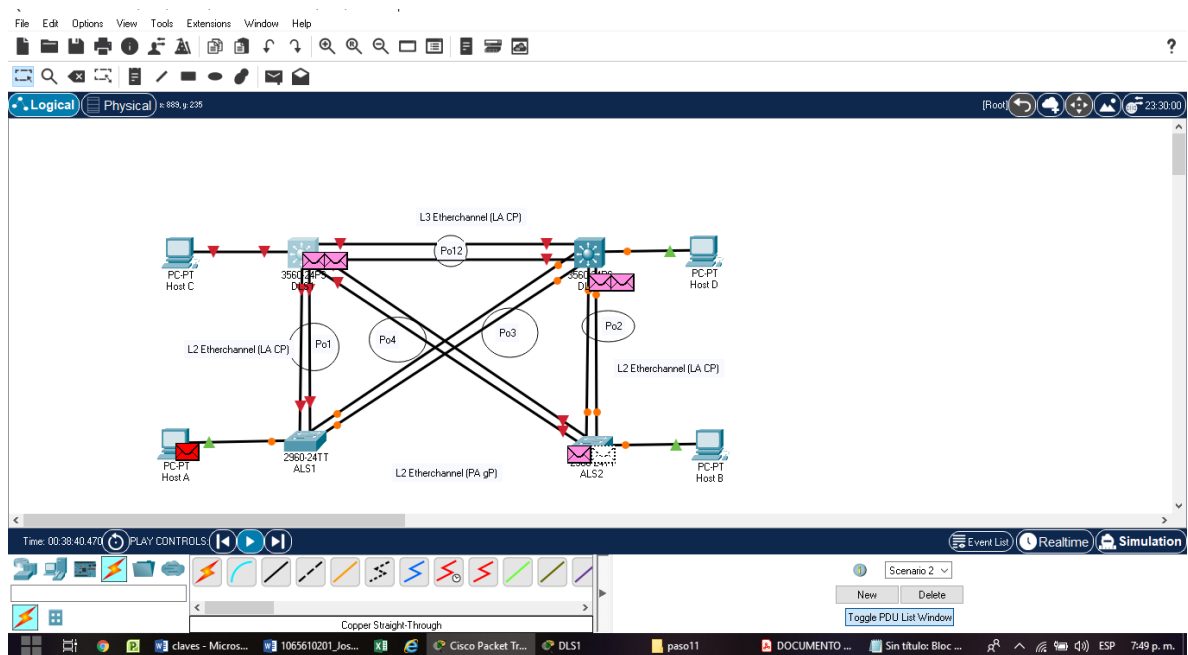 File Edit Options View Tools Extensions Window Help
?
Logical Physical x: 889, y: 235 [Root] 23:30:00
L3 Etherchannel (LA CP)
Po12
PC-PT
Host C
3560-24PS
PC-PT
Host D
Po1 Po4 Po3 Po2
L2 Etherchannel (LA CP)
L2 Etherchannel (LA CP)
PC-PT
Host A
2960-24TT
ALS1
L2 Etherchannel (PA gP)
ALS2
PC-PT
Host B
Time: 00:38:40.470 PLAY CONTROLS: Event List Realtime Simulation
Scenario 2
New Delete
Toggle PDU List Window
Copper Straight-Through
claves - Micros... 1065610201_Jos... Cisco Packet Tr... DLS1 paso11 DOCUMENTO ... Sin título: Bloc ... ESP 7:49 p. m.